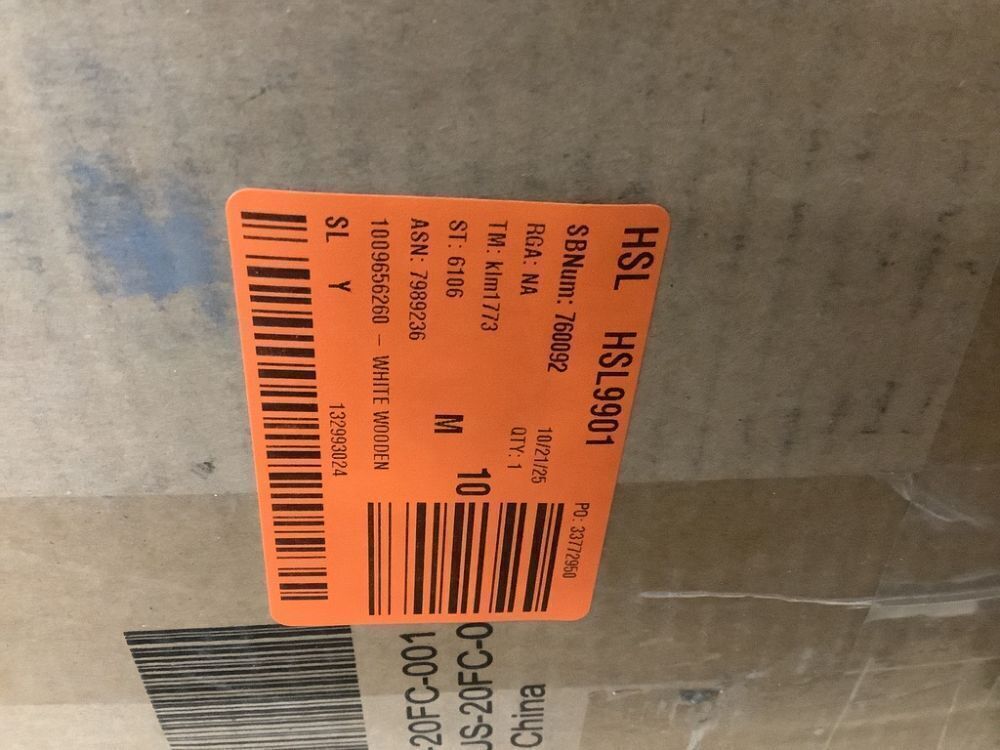 HSL HSL9901
SBNum: 760092 PO: 33772950
RGA: NA 10/21/25
TM: klm1773 QTY: 1
ST: 6106 10
ASN: 7989236 M
1009656260 - WHITE WOODEN
SL Y 132993024
-20FC-001
US-20FC-0
China